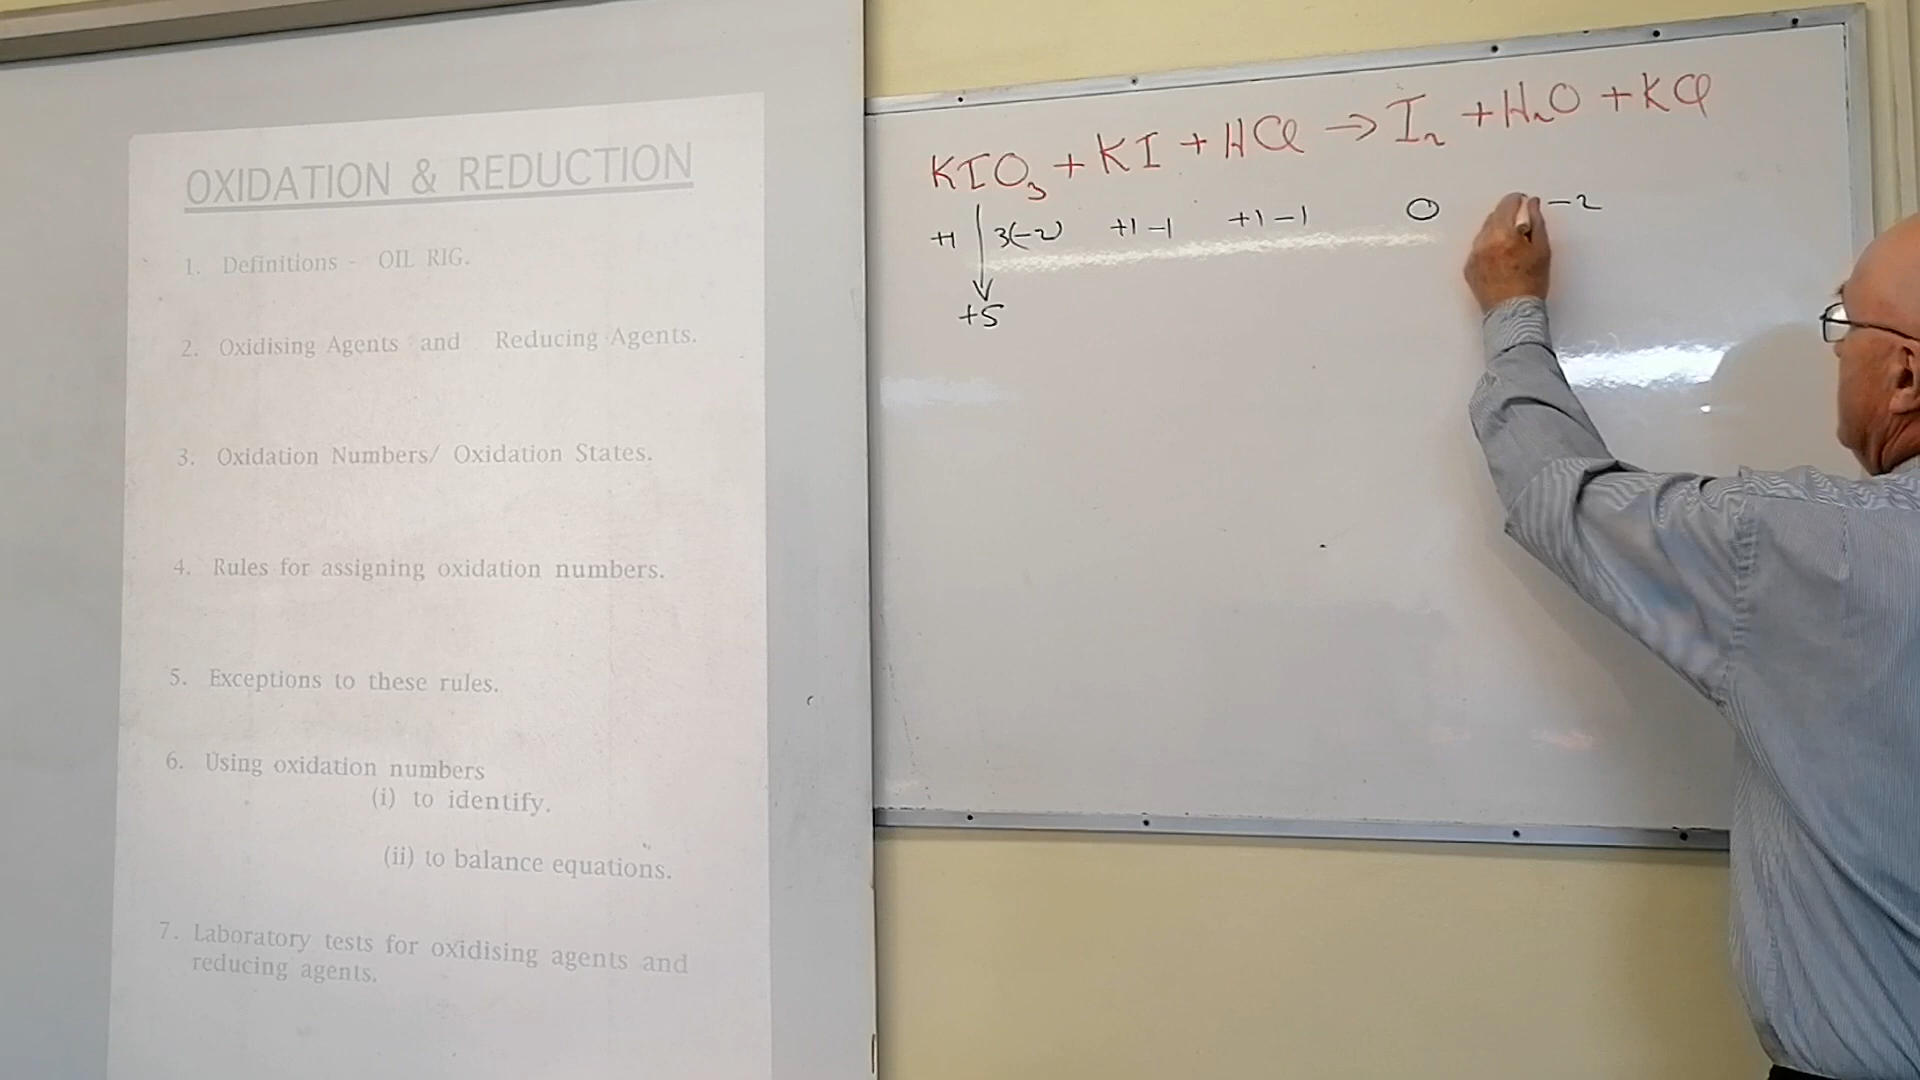 OXIDATION & REDUCTION
1. Definitions - OIL RIG.
2. Oxidising Agents and Reducing Agents.
3. Oxidation Numbers/ Oxidation States.
4. Rules for assigning oxidation numbers.
5. Exceptions to these rules.
6. Using oxidation numbers
(i) to identify.
(ii) to balance equations.
7. Laboratory tests for oxidising agents and
reducing agents.
KIO₃ + KI + HCl → I₂ + H₂O + KCl
+1 3(-2) +1 -1 +1 -1 0 -2
+5